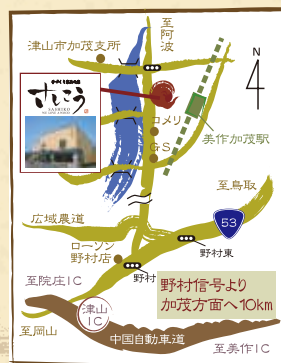 至阿波
津山市加茂支所
N
さしこう
SASHIKO
コメリ
美作加茂駅
GS
至鳥取
53
広域農道
ローソン
野村店
野村東
野村
至院庄IC
野村信号より
加茂方面へ10km
津山
IC
至岡山
中国自動車道
至美作IC